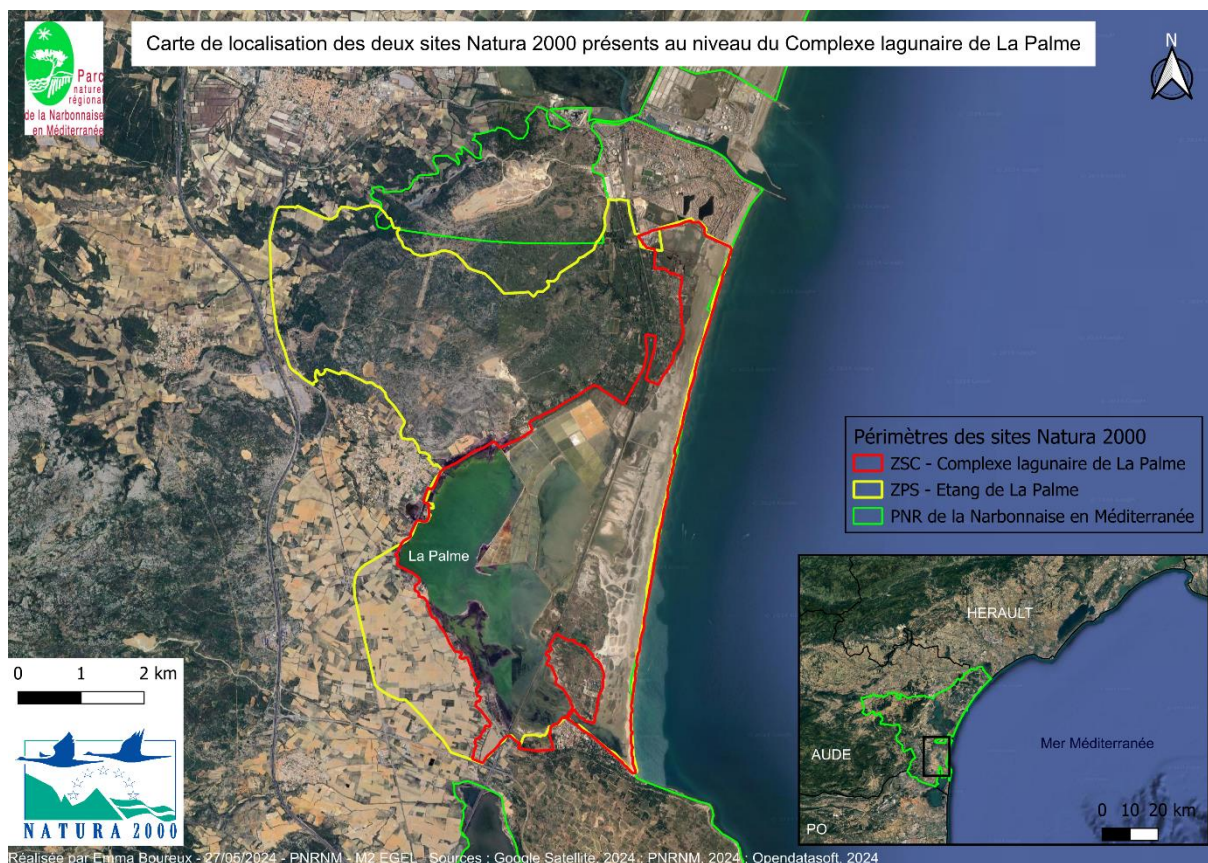 Carte de localisation des deux sites Natura 2000 présents au niveau du Complexe lagunaire de La Palme
Parc
naturel
régional
de la Narbonnaise
en Méditerranée
N
Périmètres des sites Natura 2000
ZSC - Complexe lagunaire de La Palme
ZPS - Etang de La Palme
PNR de la Narbonnaise en Méditerranée
La Palme
HERAULT
AUDE
Mer Méditerranée
PO
0 10 20 km
0 1 2 km
NATURA 2000
Réalisée par Emma Boureux - 27/05/2024 - PNRNM - M2 EGEL Sources : Google Satellite, 2024 ; PNRNM, 2024 ; Opendatasoft, 2024